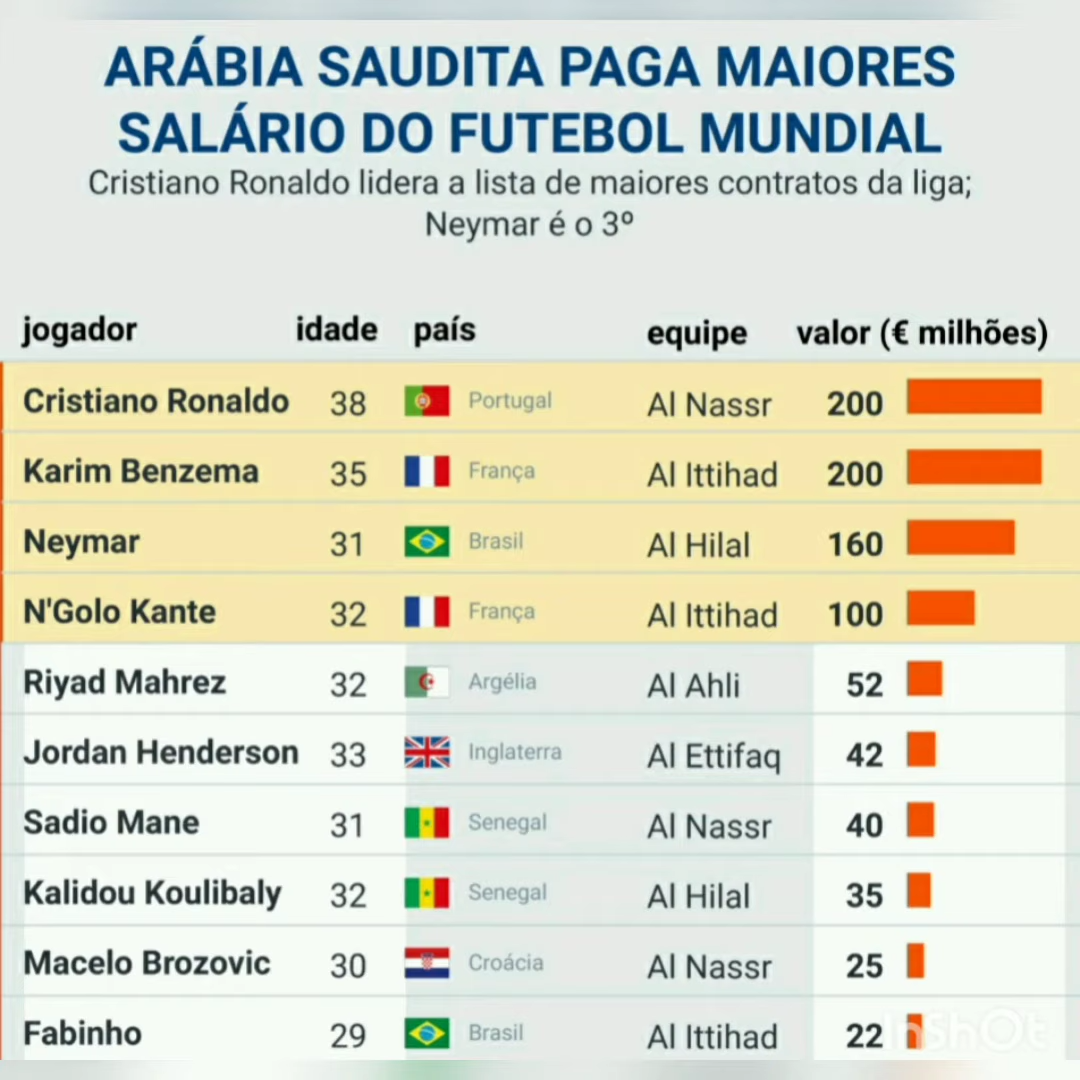 ARÁBIA SAUDITA PAGA MAIORES
SALÁRIO DO FUTEBOL MUNDIAL
Cristiano Ronaldo lidera a lista de maiores contratos da liga;
Neymar é o 3º
jogador idade país equipe valor (€ milhões)
Cristiano Ronaldo 38 Portugal Al Nassr 200
Karim Benzema 35 França Al Ittihad 200
Neymar 31 Brasil Al Hilal 160
N'Golo Kante 32 França Al Ittihad 100
Riyad Mahrez 32 Argélia Al Ahli 52
Jordan Henderson 33 Inglaterra Al Ettifaq 42
Sadio Mane 31 Senegal Al Nassr 40
Kalidou Koulibaly 32 Senegal Al Hilal 35
Macelo Brozovic 30 Croácia Al Nassr 25
Fabinho 29 Brasil Al Ittihad 22
InShOt